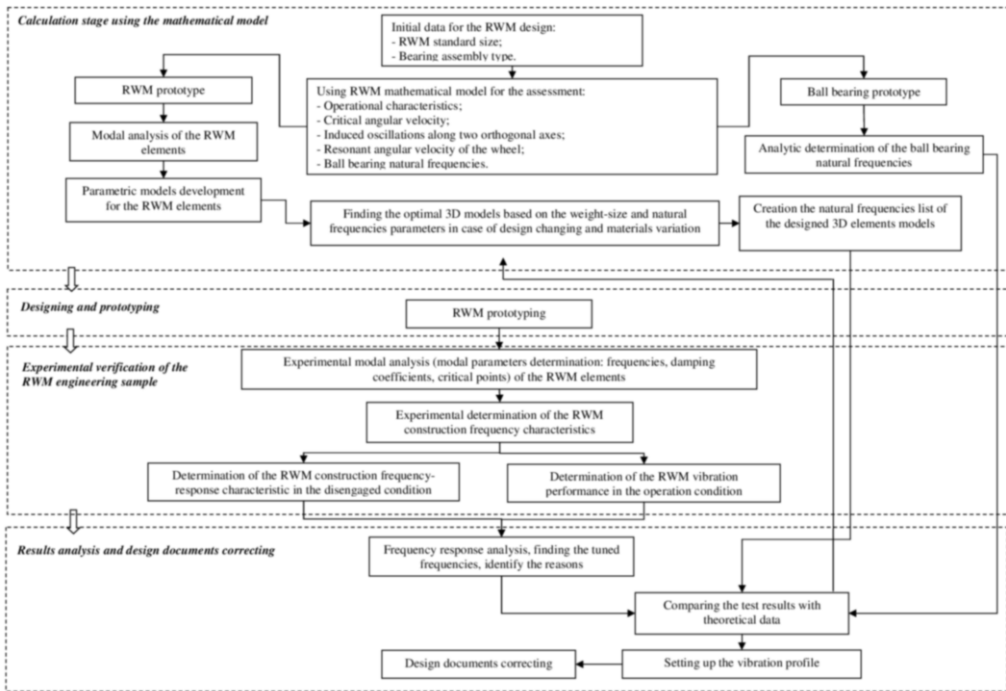 Calculation stage using the mathematical model
Initial data for the RWM design:
- RWM standard size;
- Bearing assembly type.
RWM prototype
Using RWM mathematical model for the assessment:
- Operational characteristics;
- Critical angular velocity;
- Induced oscillations along two orthogonal axes;
- Resonant angular velocity of the wheel;
- Ball bearing natural frequencies.
Ball bearing prototype
Modal analysis of the RWM
elements
Analytic determination of the ball bearing
natural frequencies
Parametric models development
for the RWM elements
Finding the optimal 3D models based on the weight-size and natural
frequencies parameters in case of design changing and materials variation
Creation the natural frequencies list of
the designed 3D elements models
Designing and prototyping
RWM prototyping
Experimental verification of the
RWM engineering sample
Experimental modal analysis (modal parameters determination: frequencies, damping
coefficients, critical points) of the RWM elements
Experimental determination of the RWM
construction frequency characteristics
Determination of the RWM construction frequency-
response characteristic in the disengaged condition
Determination of the RWM vibration
performance in the operation condition
Results analysis and design documents correcting
Frequency response analysis, finding the tuned
frequencies, identify the reasons
Comparing the test results with
theoretical data
Design documents correcting
Setting up the vibration profile